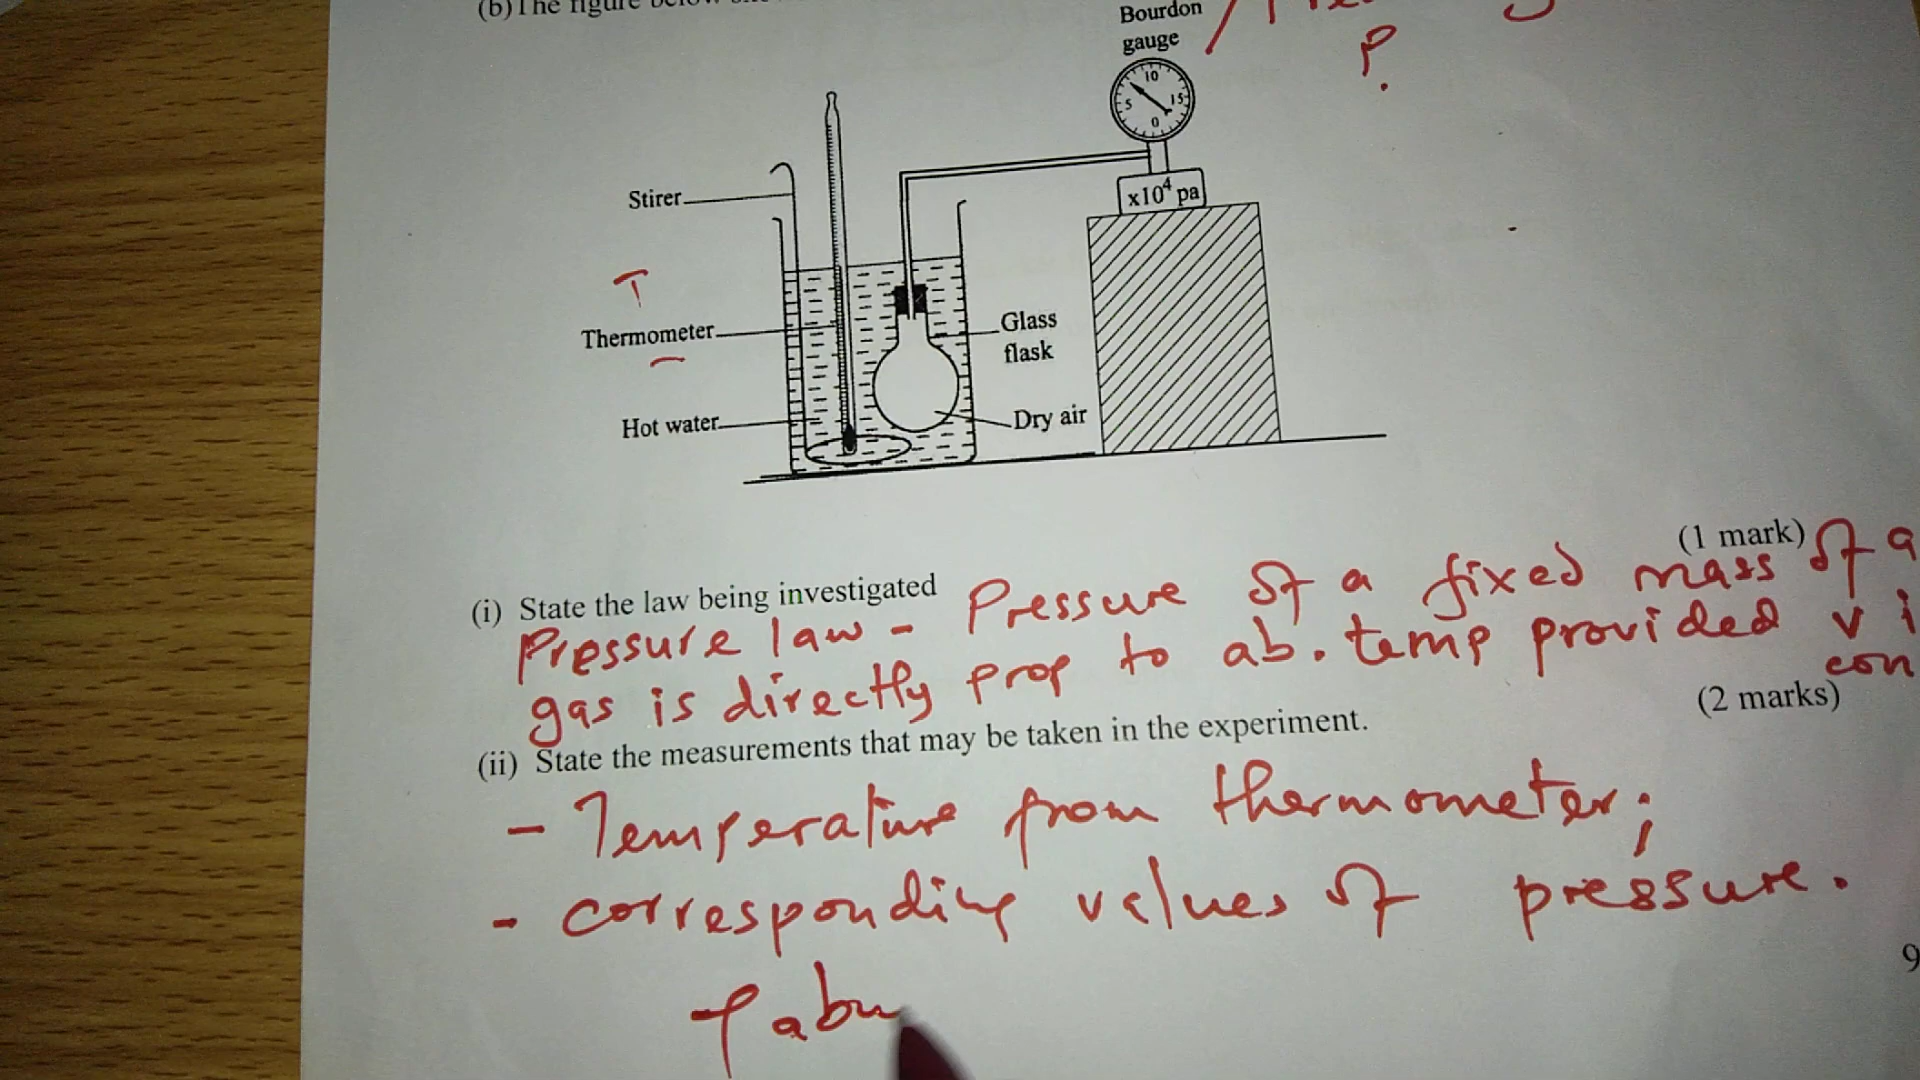 (b) The figure below
Bourdon
gauge
P.
10
5
15
0
x10⁴ pa
Stirer
T
Thermometer
Glass
flask
Hot water
Dry air
(1 mark)
(i) State the law being investigated
Pressure law - Pressure of a fixed mass of a
gas is directly prop to ab. temp provided v i
con
(2 marks)
(ii) State the measurements that may be taken in the experiment.
- Temperature from thermometer;
- corresponding values of pressure.
9